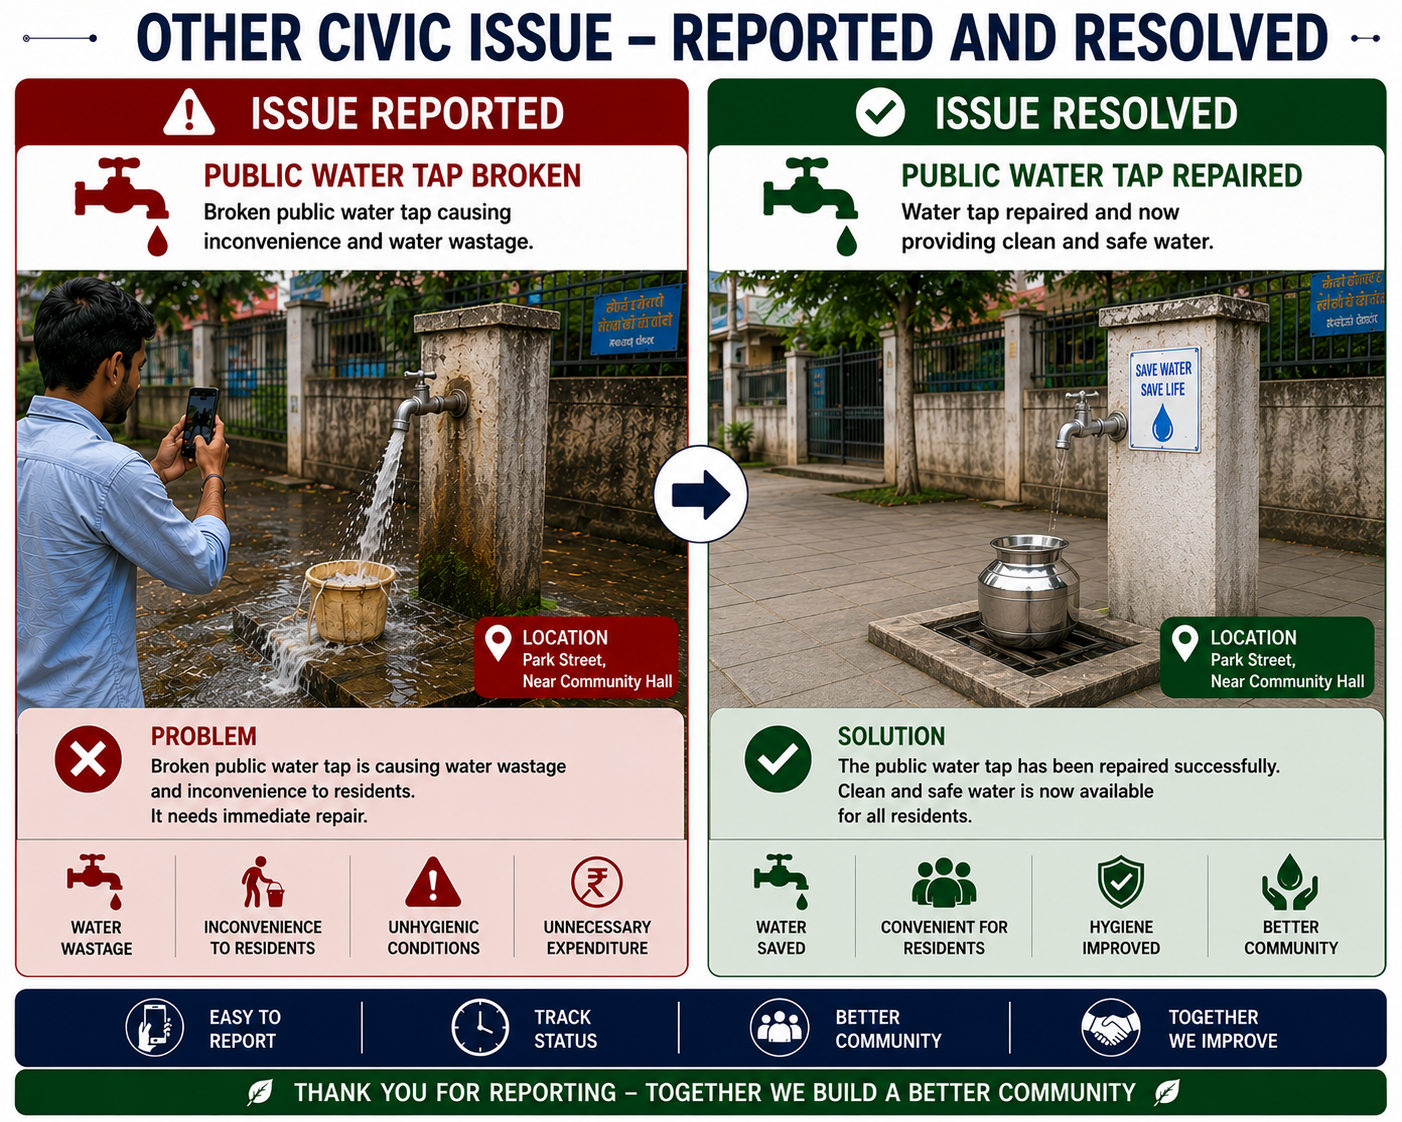 OTHER CIVIC ISSUE – REPORTED AND RESOLVED
ISSUE REPORTED
PUBLIC WATER TAP BROKEN
Broken public water tap causing
inconvenience and water wastage.
LOCATION
Park Street,
Near Community Hall
PROBLEM
Broken public water tap is causing water wastage
and inconvenience to residents.
It needs immediate repair.
WATER
WASTAGE
INCONVENIENCE
TO RESIDENTS
UNHYGIENIC
CONDITIONS
UNNECESSARY
EXPENDITURE
ISSUE RESOLVED
PUBLIC WATER TAP REPAIRED
Water tap repaired and now
providing clean and safe water.
SAVE WATER
SAVE LIFE
LOCATION
Park Street,
Near Community Hall
SOLUTION
The public water tap has been repaired successfully.
Clean and safe water is now available
for all residents.
WATER
SAVED
CONVENIENT FOR
RESIDENTS
HYGIENE
IMPROVED
BETTER
COMMUNITY
EASY TO
REPORT
TRACK
STATUS
BETTER
COMMUNITY
TOGETHER
WE IMPROVE
THANK YOU FOR REPORTING – TOGETHER WE BUILD A BETTER COMMUNITY